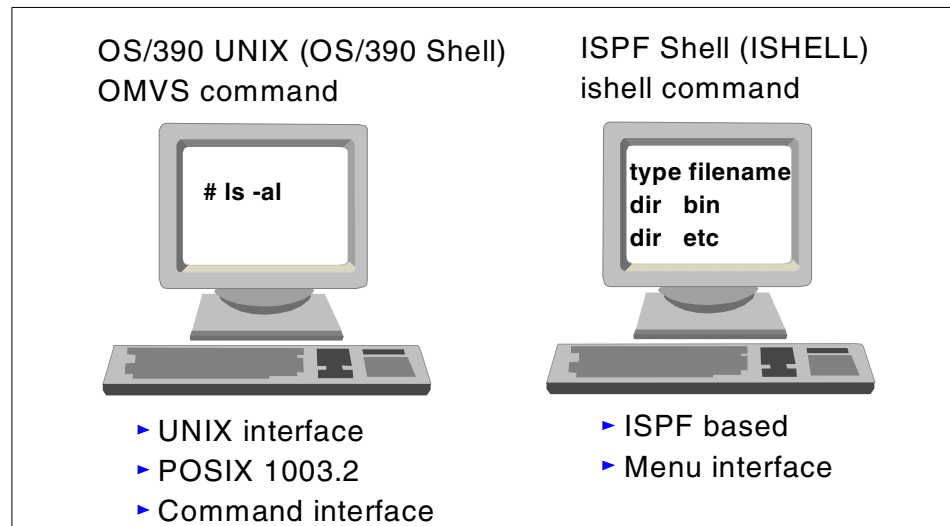 OS/390 UNIX (OS/390 Shell)
OMVS command
# ls -al
► UNIX interface
► POSIX 1003.2
► Command interface
ISPF Shell (ISHELL)
ishell command
type filename
dir bin
dir etc
► ISPF based
► Menu interface